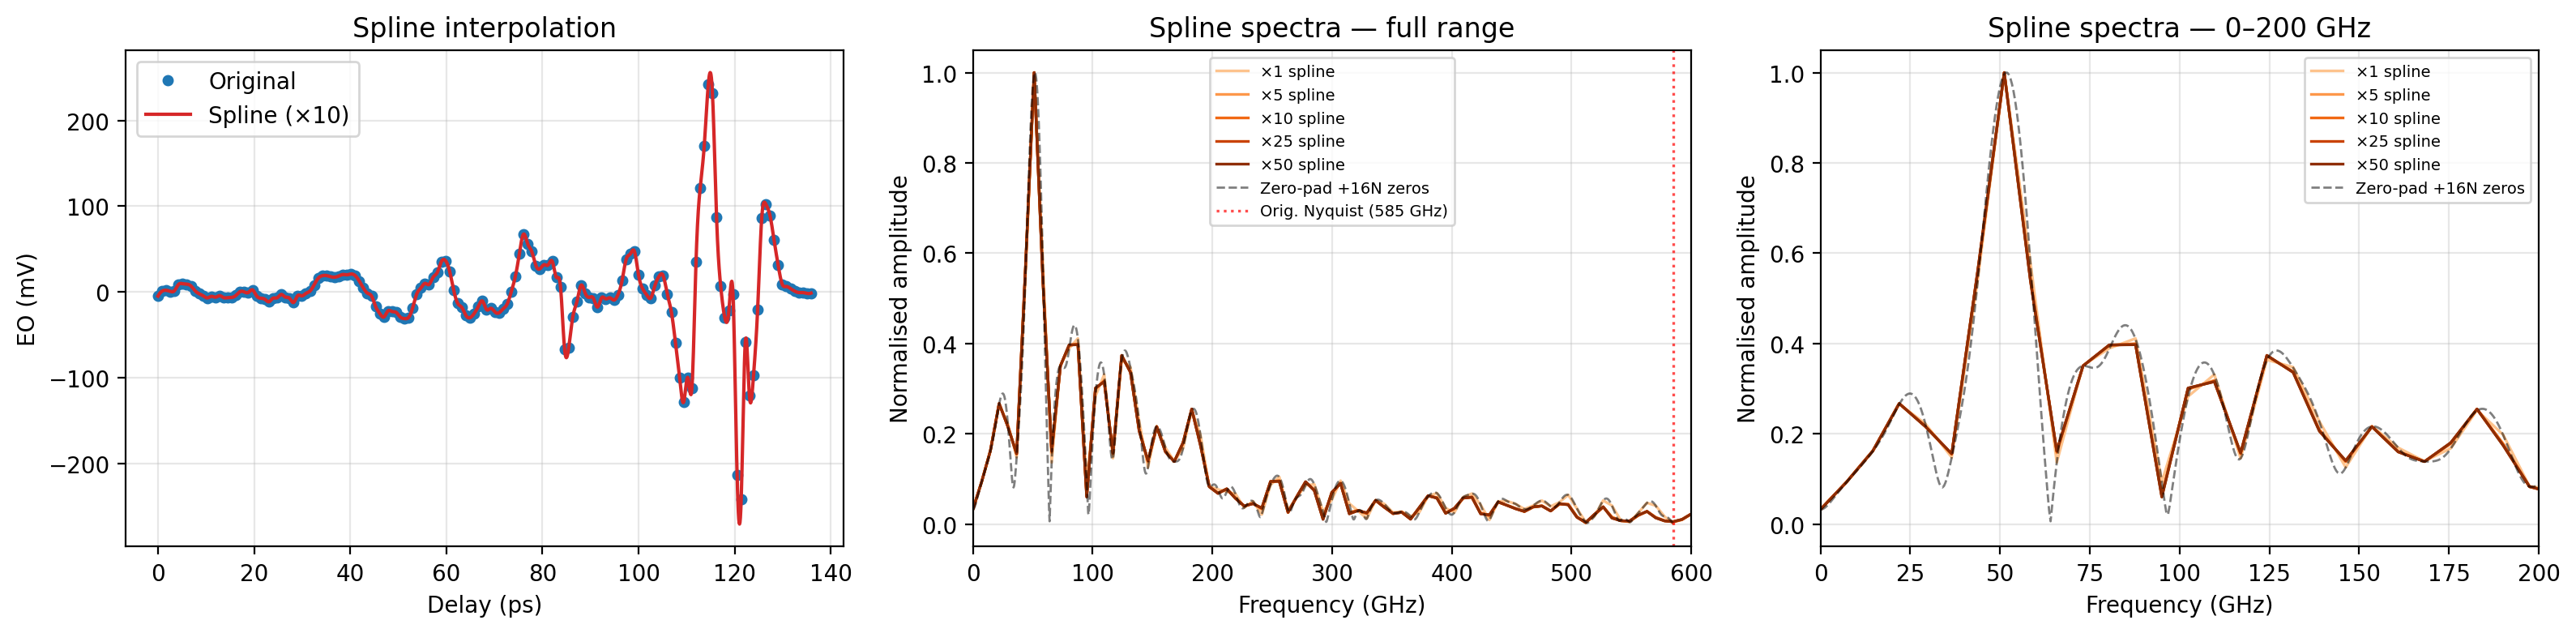 Spline interpolation
Original
Spline (×10)
EO (mV)
200
100
0
−100
−200
0 20 40 60 80 100 120 140
Delay (ps)
Spline spectra — full range
×1 spline
×5 spline
×10 spline
×25 spline
×50 spline
Zero-pad +16N zeros
Orig. Nyquist (585 GHz)
Normalised amplitude
1.0
0.8
0.6
0.4
0.2
0.0
0 100 200 300 400 500 600
Frequency (GHz)
Spline spectra — 0–200 GHz
×1 spline
×5 spline
×10 spline
×25 spline
×50 spline
Zero-pad +16N zeros
Normalised amplitude
1.0
0.8
0.6
0.4
0.2
0.0
0 25 50 75 100 125 150 175 200
Frequency (GHz)